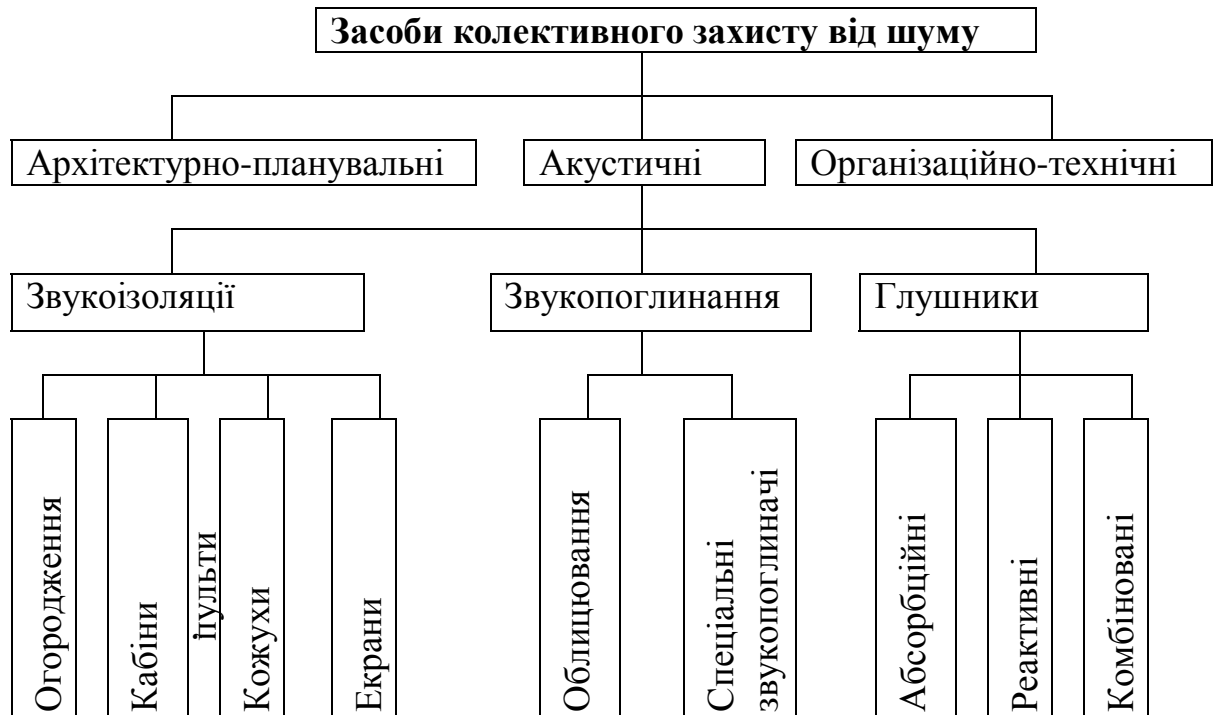 Засоби колективного захисту від шуму
Архітектурно-планувальні
Акустичні
Організаційно-технічні
Звукоізоляції
Звукопоглинання
Глушники
Огородження
Кабіни
пульти
Кожухи
Екрани
Облицювання
Спеціальні
звукопоглиначі
Абсорбційні
Реактивні
Комбіновані